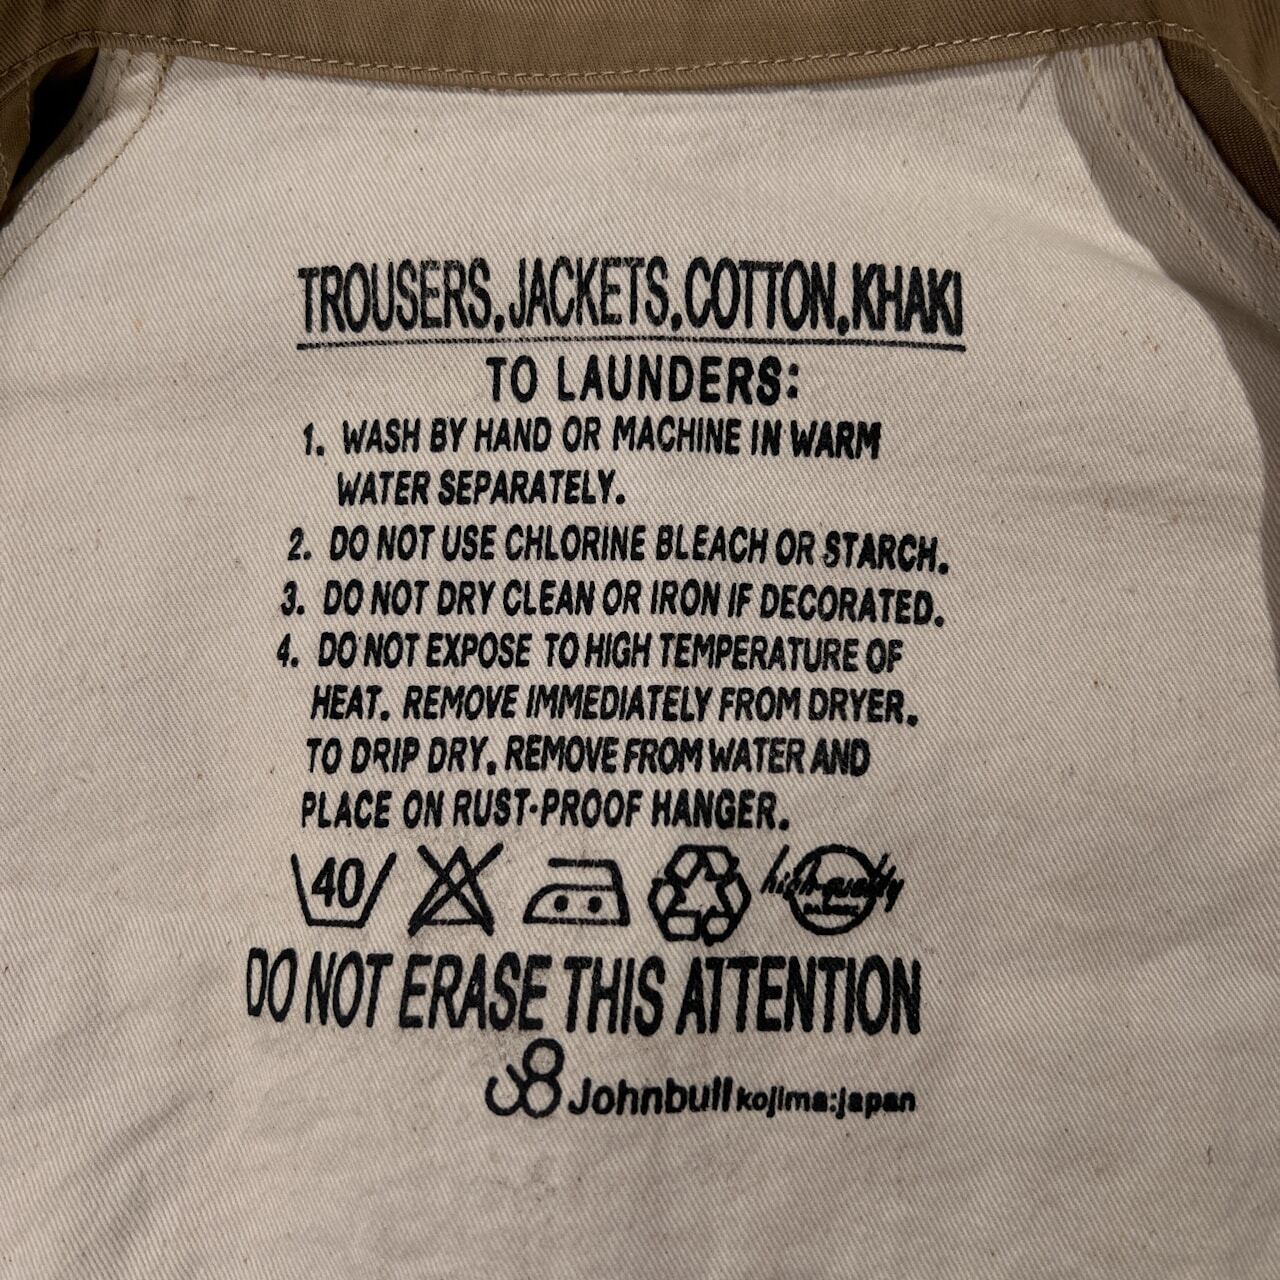 TROUSERS.JACKETS.COTTON.KHAKI
TO LAUNDERS:
1. WASH BY HAND OR MACHINE IN WARM
WATER SEPARATELY.
2. DO NOT USE CHLORINE BLEACH OR STARCH.
3. DO NOT DRY CLEAN OR IRON IF DECORATED.
4. DO NOT EXPOSE TO HIGH TEMPERATURE OF
HEAT. REMOVE IMMEDIATELY FROM DRYER.
TO DRIP DRY. REMOVE FROM WATER AND
PLACE ON RUST-PROOF HANGER.
40 high-quality
DO NOT ERASE THIS ATTENTION
Johnbull kojima:japan